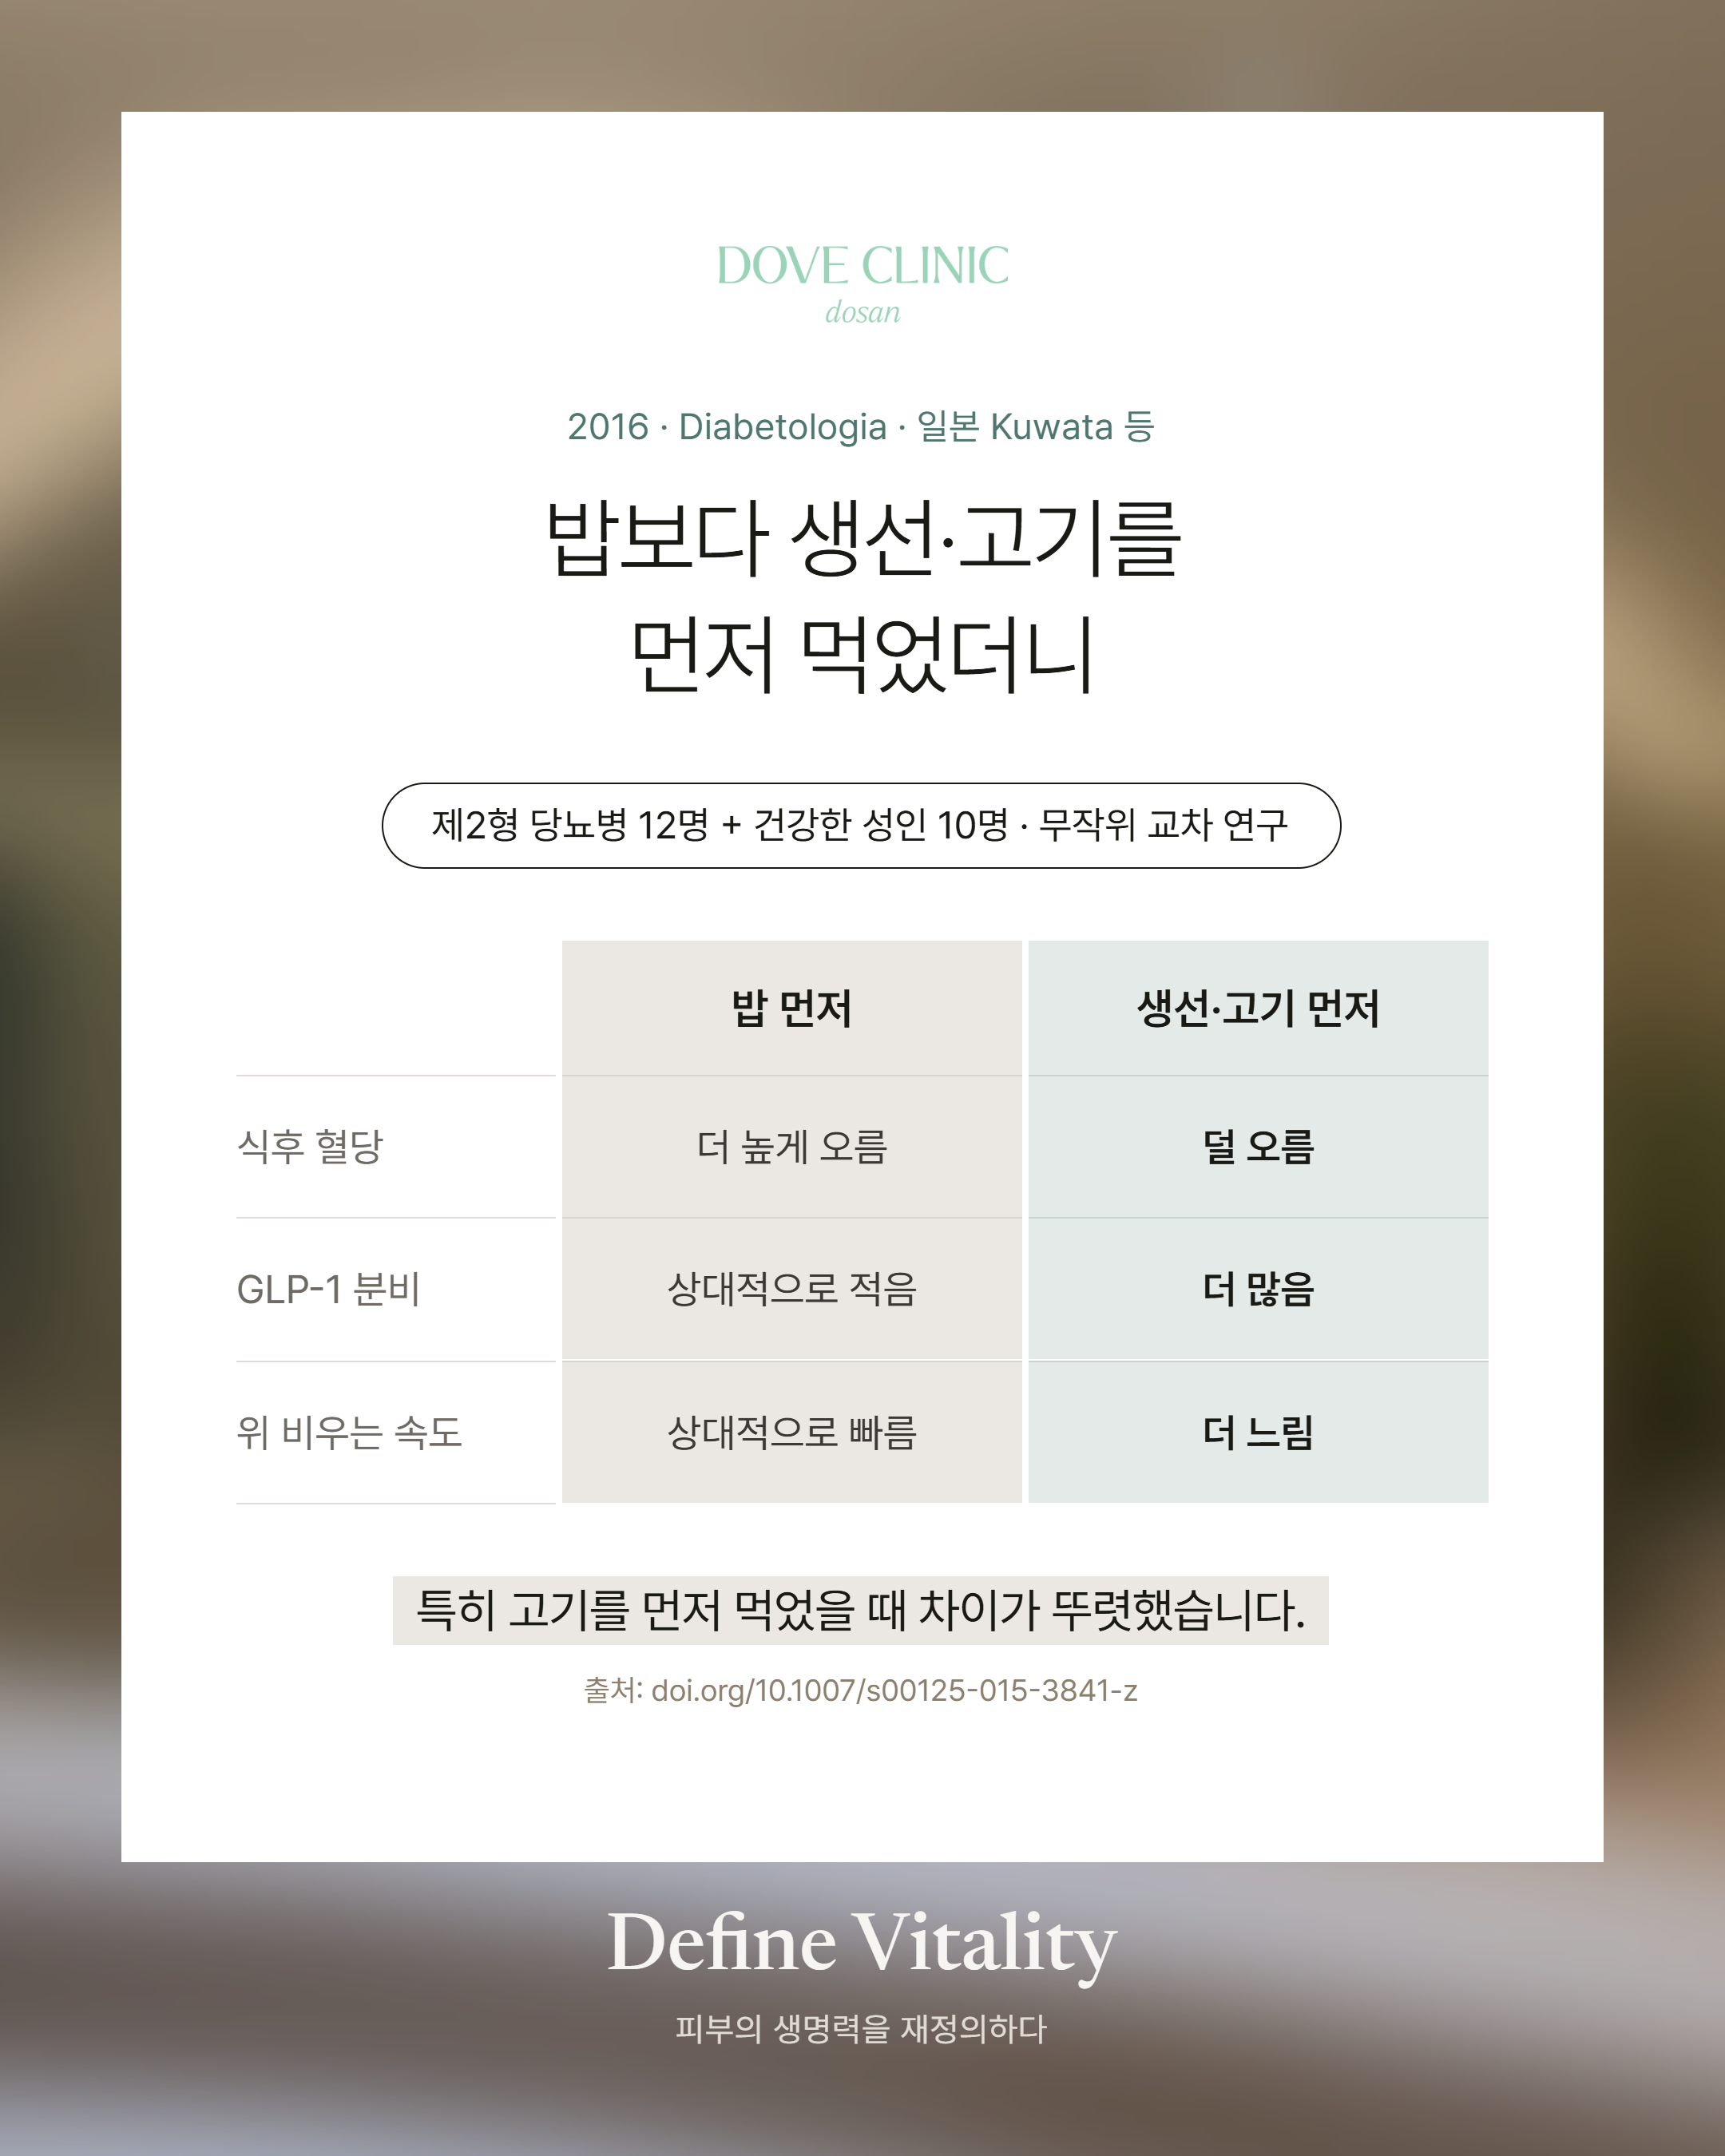 DOVE CLINIC
dosan
2016 · Diabetologia · 일본 Kuwata 등
밥보다 생선·고기를
먼저 먹었더니
제2형 당뇨병 12명 + 건강한 성인 10명 · 무작위 교차 연구
밥 먼저 생선·고기 먼저
식후 혈당 더 높게 오름 덜 오름
GLP-1 분비 상대적으로 적음 더 많음
위 비우는 속도 상대적으로 빠름 더 느림
특히 고기를 먼저 먹었을 때 차이가 뚜렷했습니다.
출처: doi.org/10.1007/s00125-015-3841-z
Define Vitality
피부의 생명력을 재정의하다